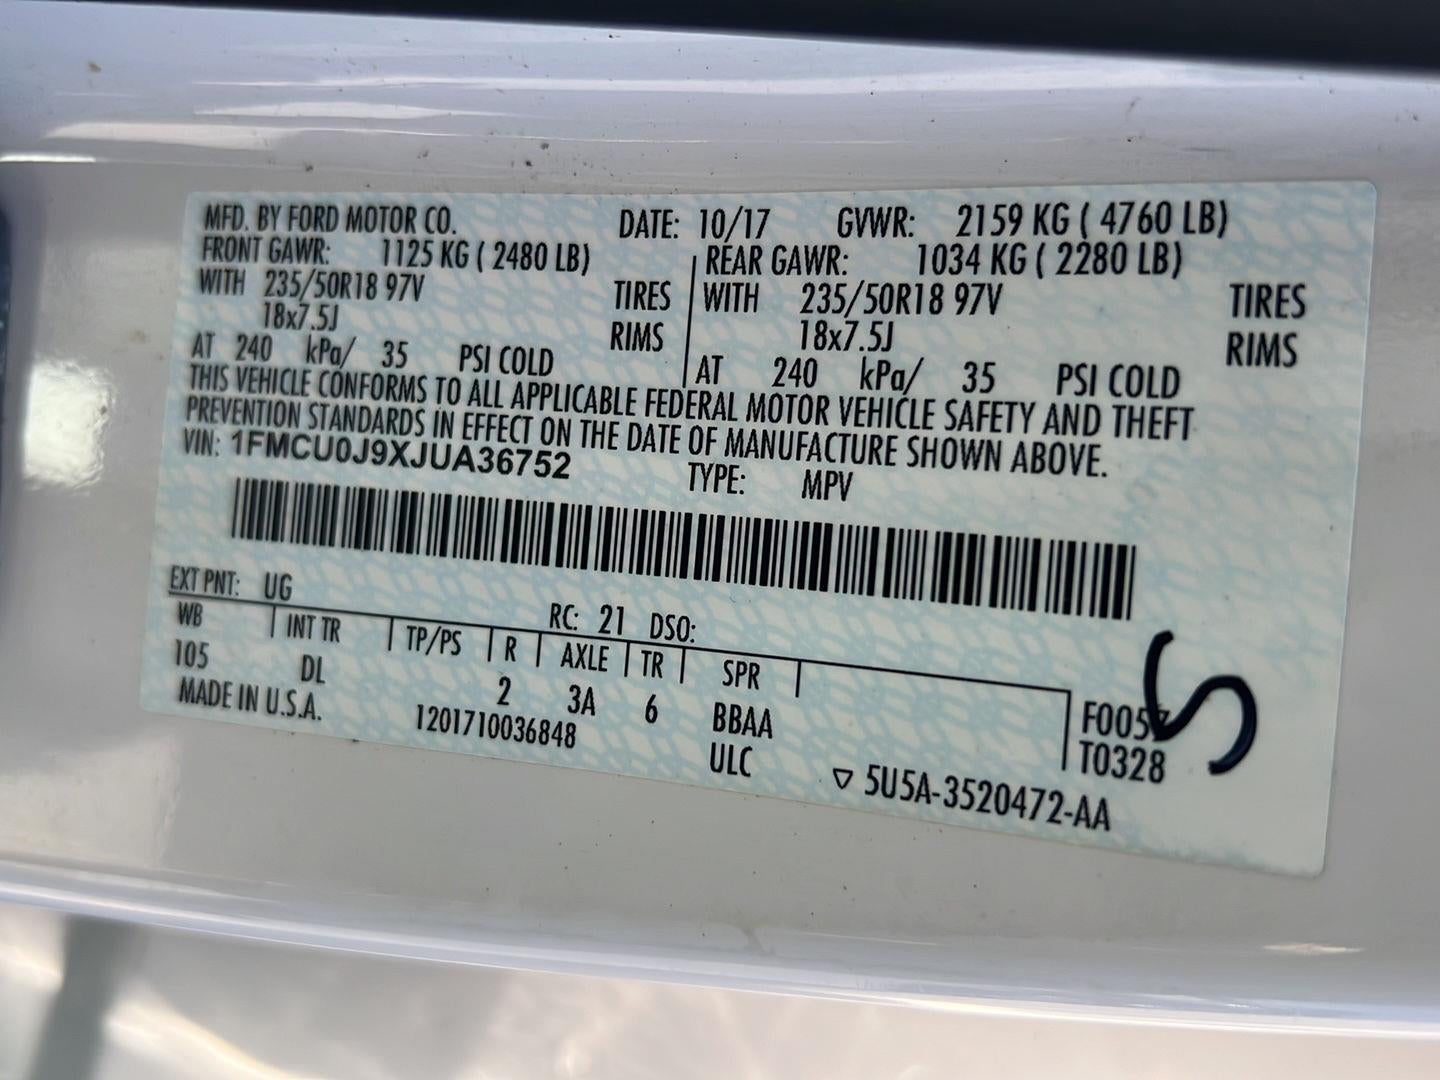 MFD. BY FORD MOTOR CO. DATE: 10/17 GVWR: 2159 KG ( 4760 LB)
FRONT GAWR: 1125 KG ( 2480 LB) REAR GAWR: 1034 KG ( 2280 LB)
WITH 235/50R18 97V TIRES WITH 235/50R18 97V TIRES
18x7.5J RIMS 18x7.5J RIMS
AT 240 kPa/ 35 PSI COLD AT 240 kPa/ 35 PSI COLD
THIS VEHICLE CONFORMS TO ALL APPLICABLE FEDERAL MOTOR VEHICLE SAFETY AND THEFT
PREVENTION STANDARDS IN EFFECT ON THE DATE OF MANUFACTURE SHOWN ABOVE.
VIN: 1FMCU0J9XJUA36752 TYPE: MPV
EXT PNT: UG RC: 21 DSO:
WB INT TR TP/PS R AXLE TR SPR
105 DL 2 3A 6 BBAA
MADE IN U.S.A. 1201710036848 ULC
T0328
▽ 5U5A-3520472-AA
S